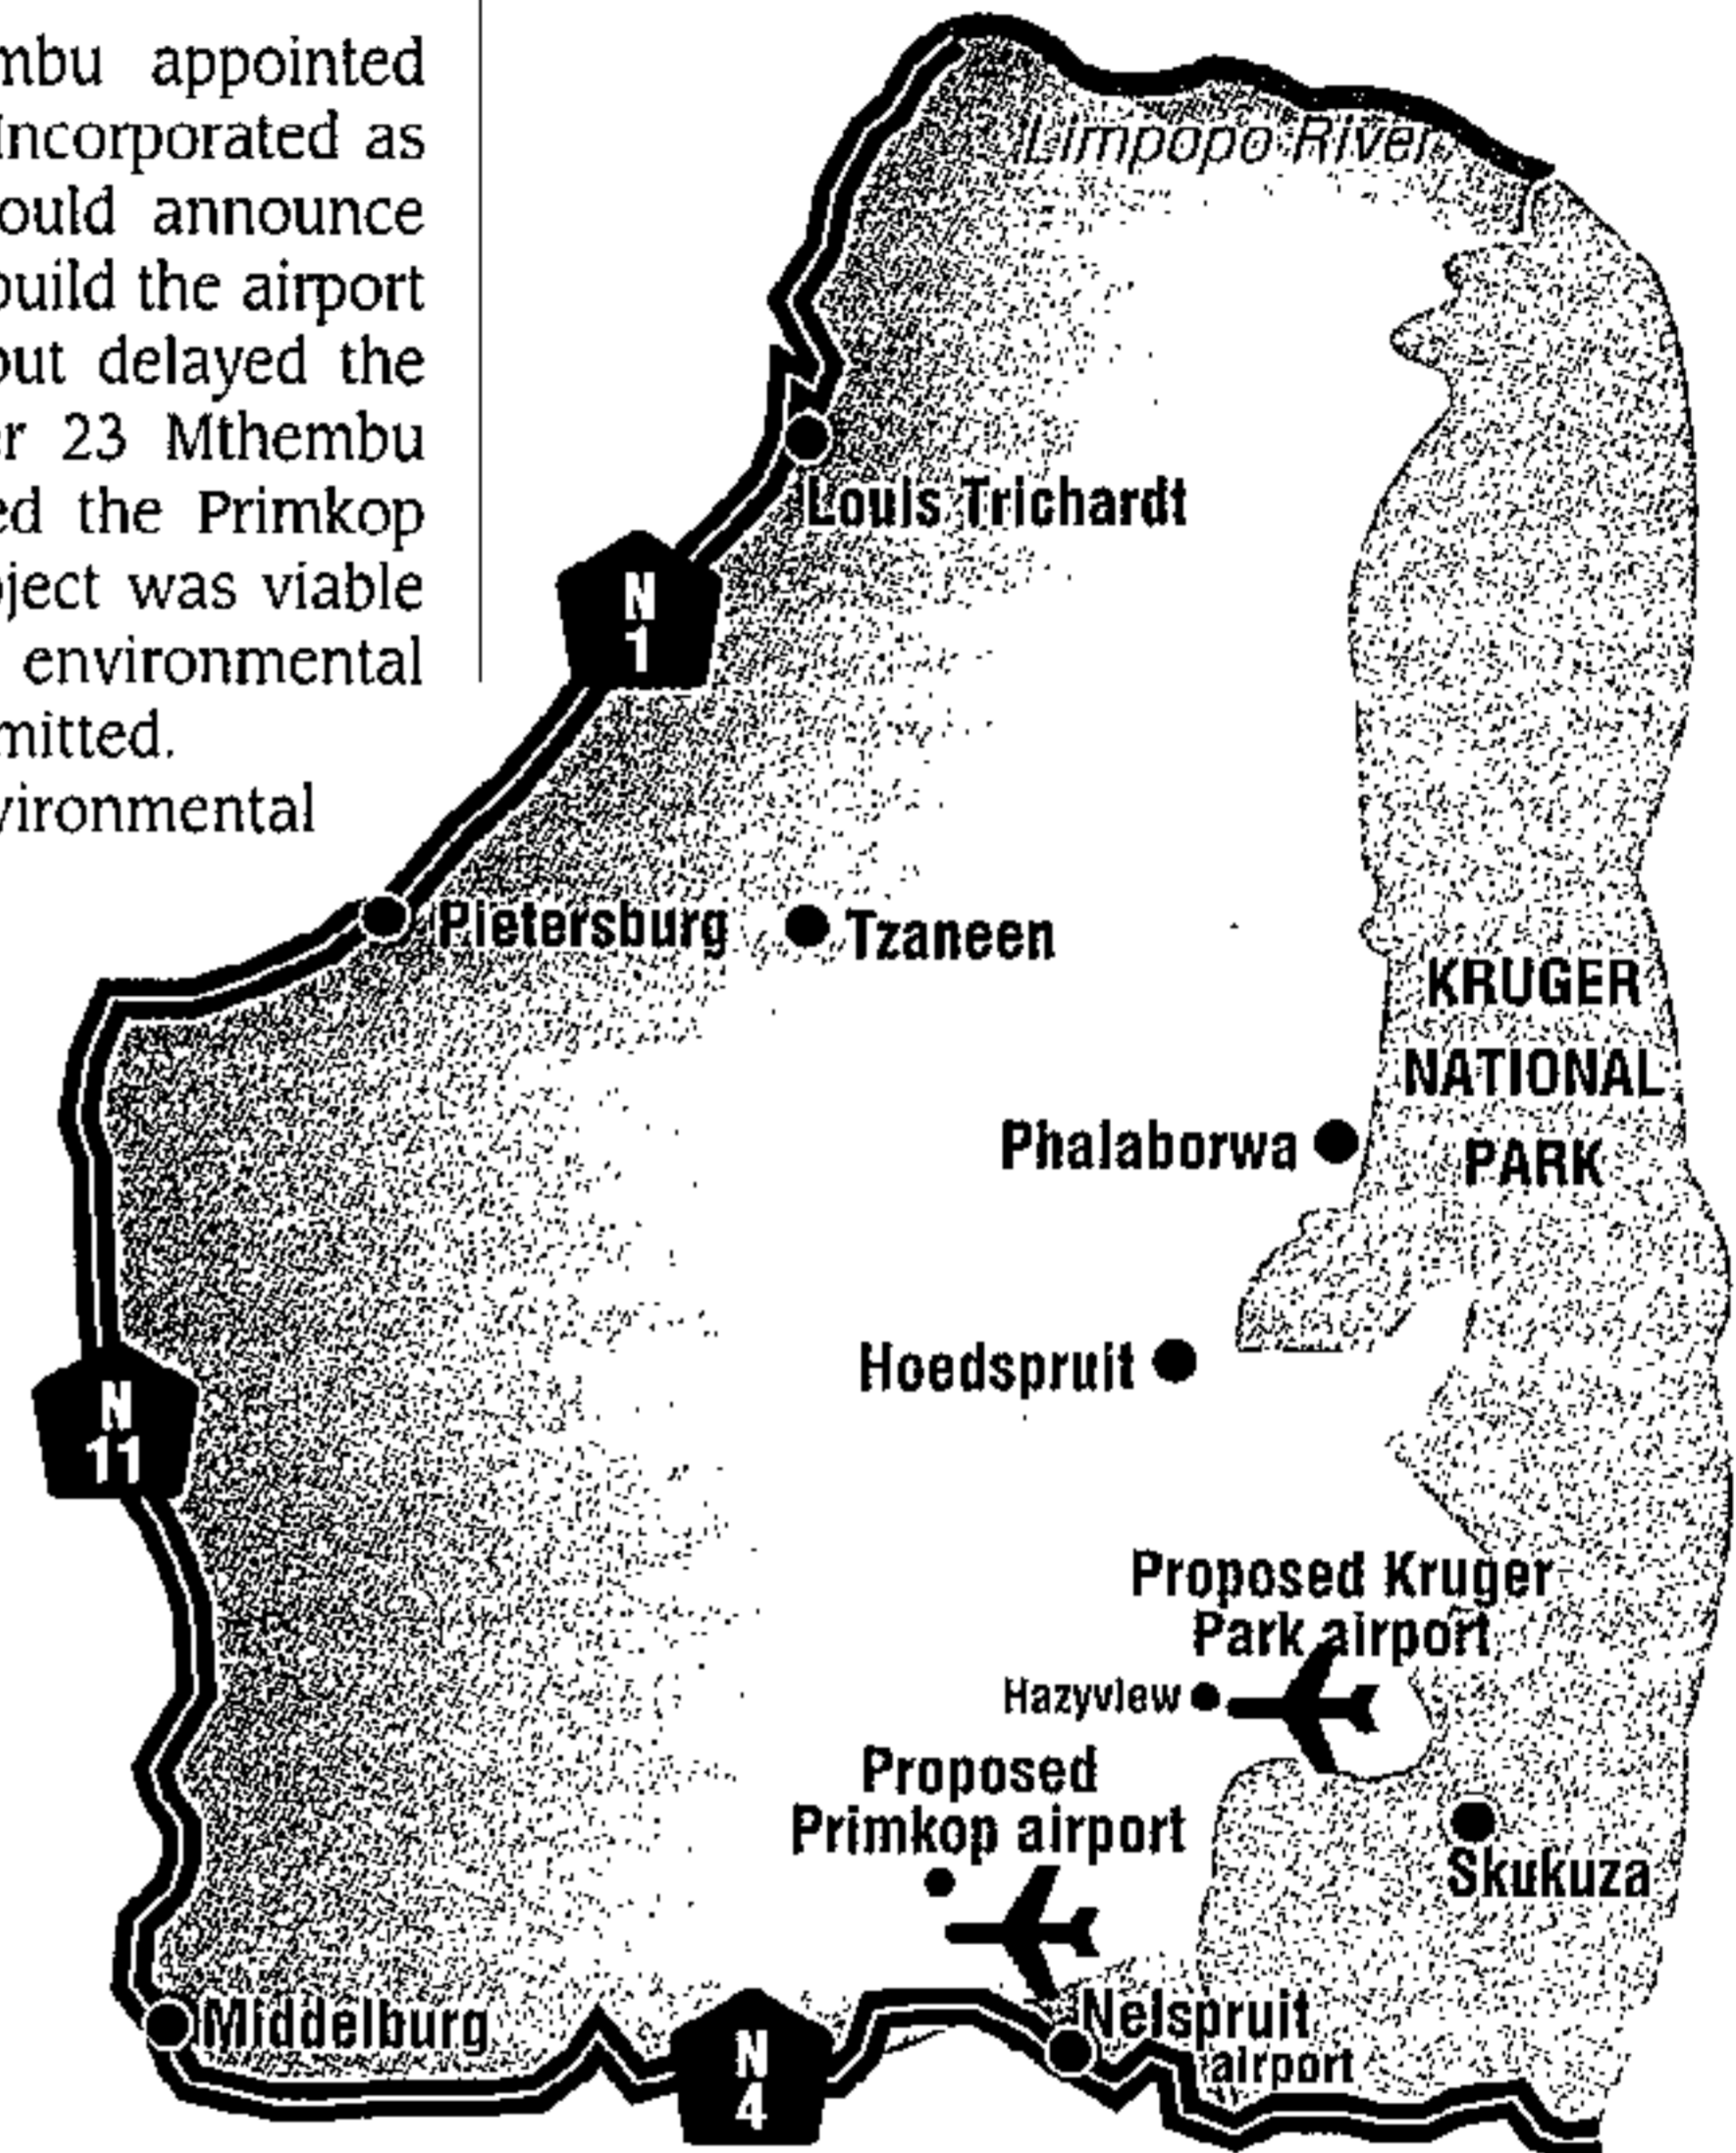 mbu appointed
Incorporated as
ould announce
build the airport
but delayed the
er 23 Mthembu
ed the Primkop
ject was viable
environmental
mitted.
vironmental
Limpopo River
Louis Trichardt
N
1
Pietersburg
Tzaneen
KRUGER
NATIONAL
PARK
Phalaborwa
Hoedspruit
N
11
Proposed Kruger
Park airport
Hazyview
Proposed
Primkop airport
Skukuza
Middelburg
N
4
Nelspruit
airport